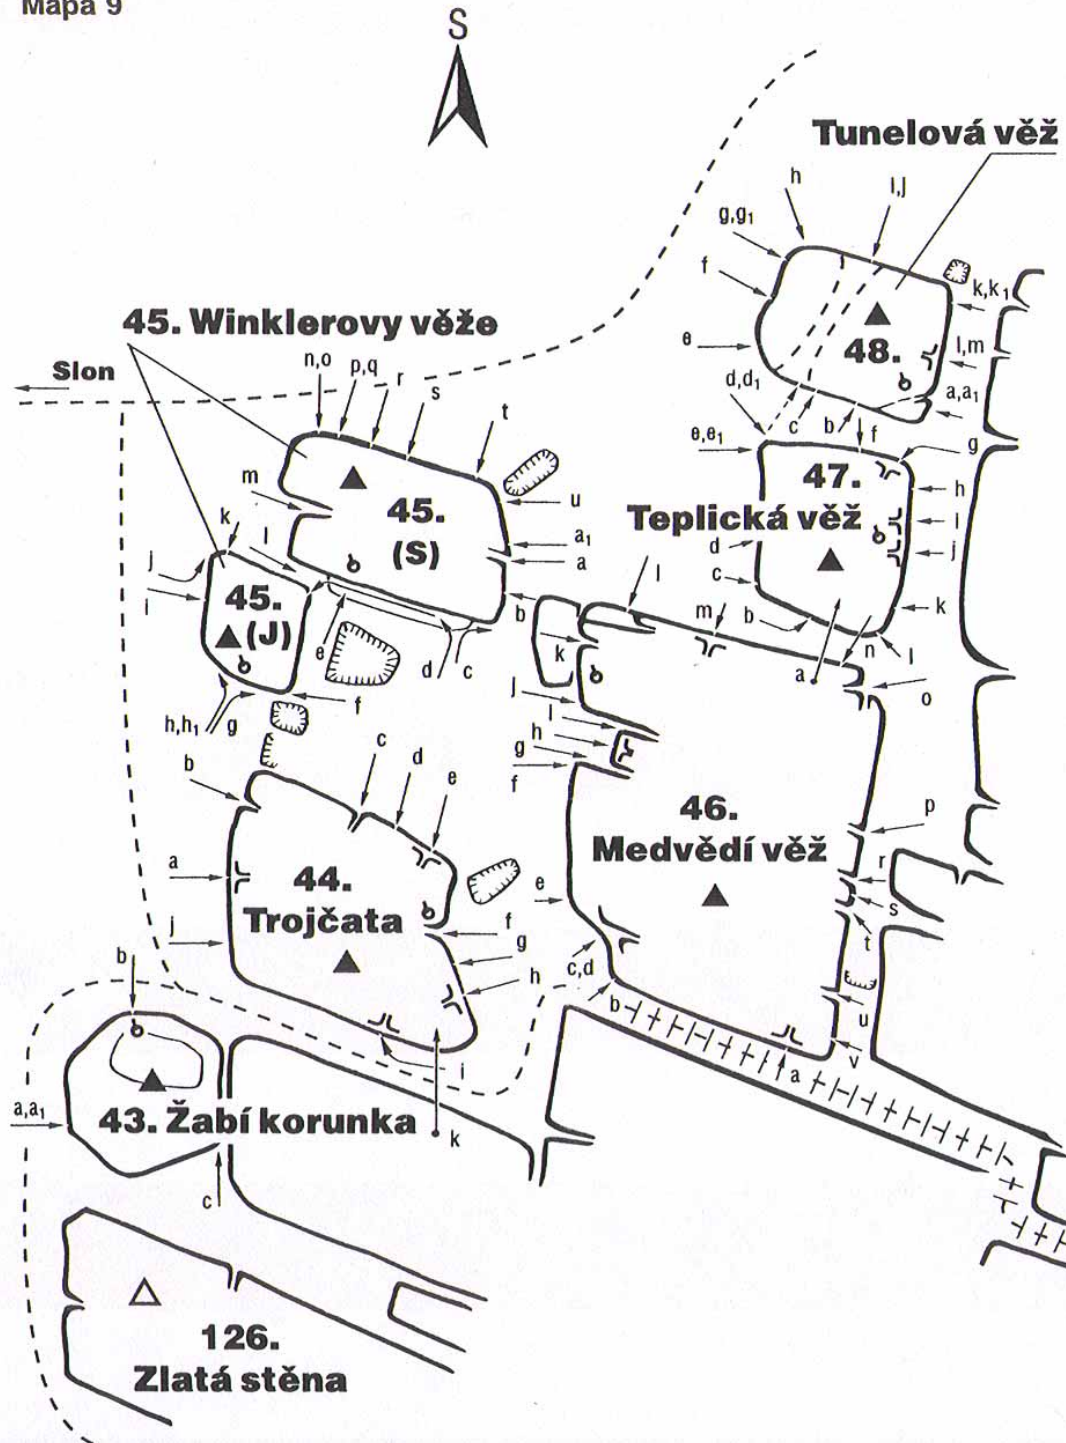 Mapa 9
S
Tunelová věž
h
i,j
g,g1
f
k,k1
e
48.
l,m
d,d1
a,a1
c
b
45. Winklerovy věže
Slon
n,o
p,q
r
s
t
m
u
45.
(S)
a1
a
k
l
j
i
45.
(J)
e
d
c
b
f
h,h1
g
e,e1
f
g
47.
Teplická věž
h
i
j
d
c
b
k
l
n
a
o
l
m
k
j
i
h
g
f
46.
Medvědí věž
p
r
s
t
e
c,d
b
a
u
v
b
c
d
e
a
44.
Trojčata
f
g
h
j
i
k
b
a,a1
43. Žabí korunka
c
126.
Zlatá stěna